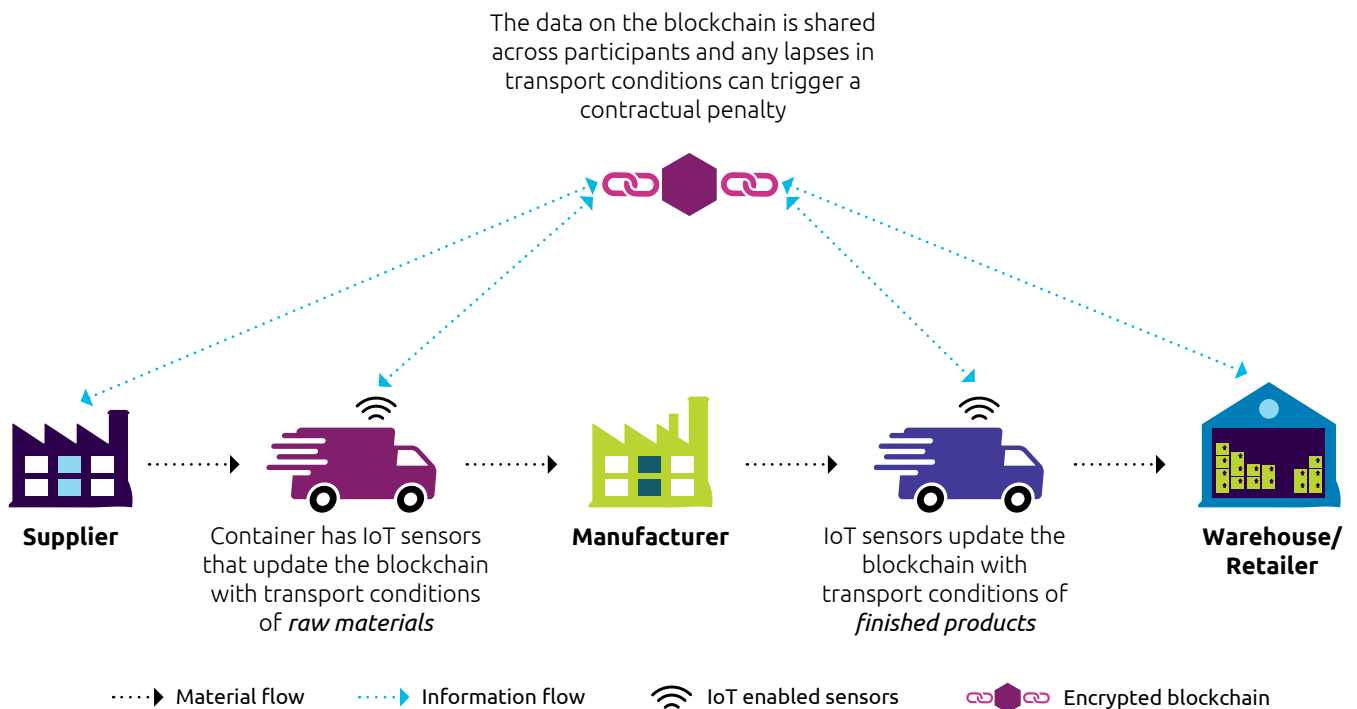 The data on the blockchain is shared
across participants and any lapses in
transport conditions can trigger a
contractual penalty
Supplier
Container has IoT sensors
that update the blockchain
with transport conditions
of raw materials
Manufacturer
IoT sensors update the
blockchain with
transport conditions of
finished products
Warehouse/
Retailer
Material flow
Information flow
IoT enabled sensors
Encrypted blockchain